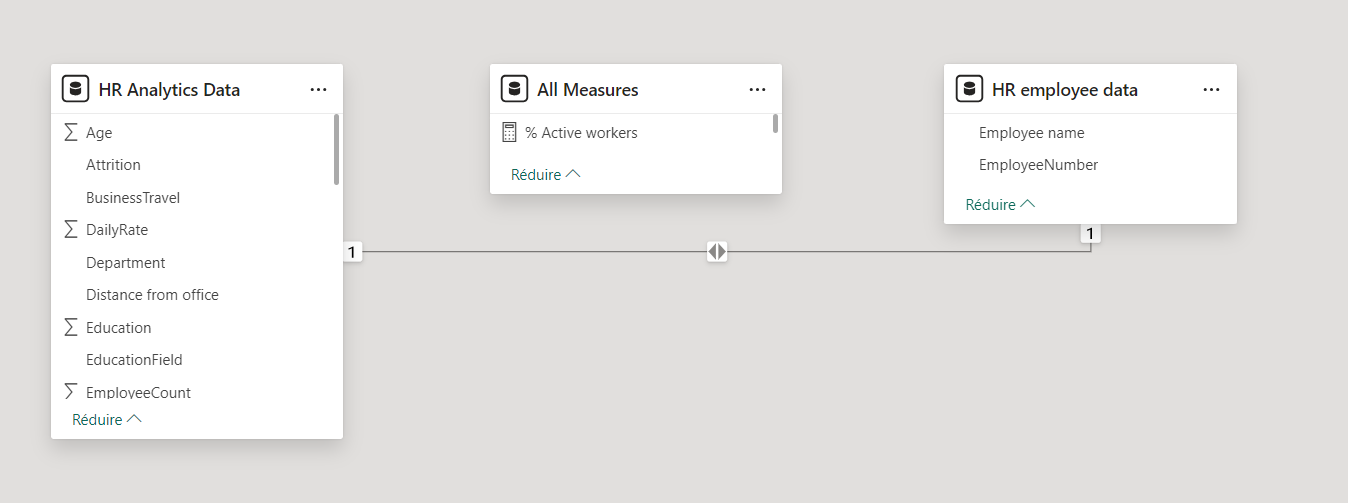 HR Analytics Data
Age
Attrition
BusinessTravel
DailyRate
Department
Distance from office
Education
EducationField
EmployeeCount
Réduire
All Measures
% Active workers
Réduire
HR employee data
Employee name
EmployeeNumber
Réduire
1
1